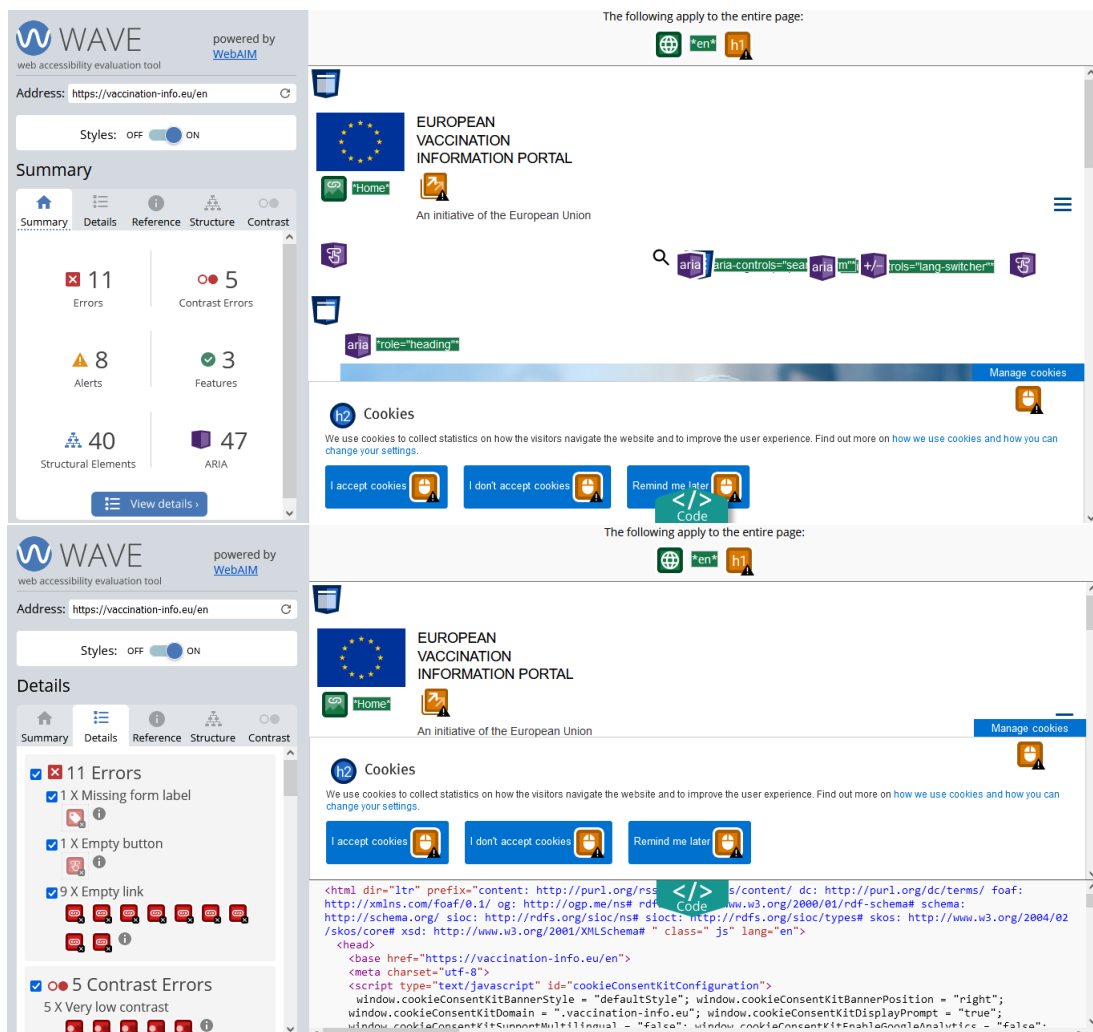 WAVE
powered by
WebAIM
web accessibility evaluation tool
Address: https://vaccination-info.eu/en
Styles: OFF ON
Summary
Summary Details Reference Structure Contrast
11
Errors
5
Contrast Errors
8
Alerts
3
Features
40
Structural Elements
47
ARIA
View details ›
The following apply to the entire page:
*en* h1
EUROPEAN
VACCINATION
INFORMATION PORTAL
*Home*
An initiative of the European Union
aria aria-controls="sear aria m"* +/- trols="lang-switcher"*
aria *role="heading"*
Manage cookies
h2 Cookies
We use cookies to collect statistics on how the visitors navigate the website and to improve the user experience. Find out more on how we use cookies and how you can
change your settings.
I accept cookies I don't accept cookies Remind me later
</>
Code
WAVE
powered by
WebAIM
web accessibility evaluation tool
Address: https://vaccination-info.eu/en
Styles: OFF ON
Details
Summary Details Reference Structure Contrast
11 Errors
1 X Missing form label
1 X Empty button
9 X Empty link
5 Contrast Errors
5 X Very low contrast
The following apply to the entire page:
*en* h1
EUROPEAN
VACCINATION
INFORMATION PORTAL
*Home*
An initiative of the European Union
Manage cookies
h2 Cookies
We use cookies to collect statistics on how the visitors navigate the website and to improve the user experience. Find out more on how we use cookies and how you can
change your settings.
I accept cookies I don't accept cookies Remind me later
</>
Code
<html dir="ltr" prefix="content: http://purl.org/rss s/content/ dc: http://purl.org/dc/terms/ foaf:
http://xmlns.com/foaf/0.1/ og: http://ogp.me/ns# rdf ww.w3.org/2000/01/rdf-schema# schema:
http://schema.org/ sioc: http://rdfs.org/sioc/ns# sioct: http://rdfs.org/sioc/types# skos: http://www.w3.org/2004/02
/skos/core# xsd: http://www.w3.org/2001/XMLSchema# " class=" js" lang="en">
<head>
<base href="https://vaccination-info.eu/en">
<meta charset="utf-8">
<script type="text/javascript" id="cookieConsentKitConfiguration">
window.cookieConsentKitBannerStyle = "defaultStyle"; window.cookieConsentKitBannerPosition = "right";
window.cookieConsentKitDomain = ".vaccination-info.eu"; window.cookieConsentKitDisplayPrompt = "true";
window.cookieConsentKitSupportMultilingual = "false"; window.cookieConsentKitEnableGoogleAnalytics = "false";